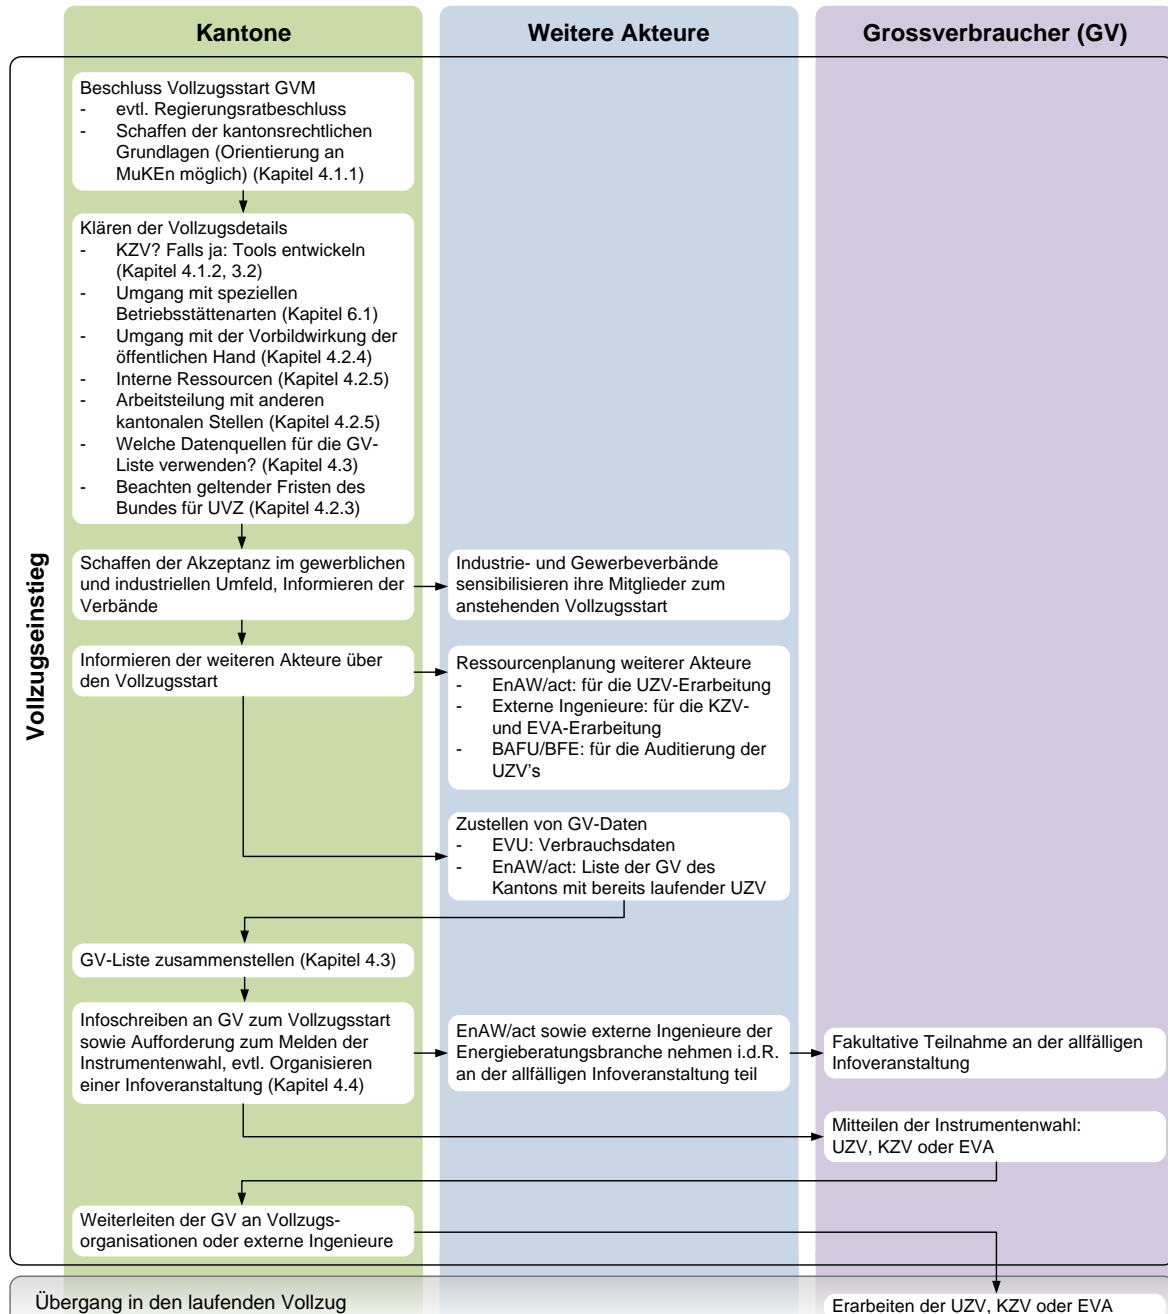 Kantone
Weitere Akteure
Grossverbraucher (GV)
Vollzugseinstieg
Beschluss Vollzugsstart GVM
- evtl. Regierungsratbeschluss
- Schaffen der kantonsrechtlichen
Grundlagen (Orientierung an
MuKEn möglich) (Kapitel 4.1.1)
Klären der Vollzugsdetails
- KZV? Falls ja: Tools entwickeln
(Kapitel 4.1.2, 3.2)
- Umgang mit speziellen
Betriebsstättenarten (Kapitel 6.1)
- Umgang mit der Vorbildwirkung der
öffentlichen Hand (Kapitel 4.2.4)
- Interne Ressourcen (Kapitel 4.2.5)
- Arbeitsteilung mit anderen
kantonalen Stellen (Kapitel 4.2.5)
- Welche Datenquellen für die GV-
Liste verwenden? (Kapitel 4.3)
- Beachten geltender Fristen des
Bundes für UVZ (Kapitel 4.2.3)
Schaffen der Akzeptanz im gewerblichen
und industriellen Umfeld, Informieren der
Verbände
Industrie- und Gewerbeverbände
sensibilisieren ihre Mitglieder zum
anstehenden Vollzugsstart
Informieren der weiteren Akteure über
den Vollzugsstart
Ressourcenplanung weiterer Akteure
- EnAW/act: für die UZV-Erarbeitung
- Externe Ingenieure: für die KZV-
und EVA-Erarbeitung
- BAFU/BFE: für die Auditierung der
UZV's
Zustellen von GV-Daten
- EVU: Verbrauchsdaten
- EnAW/act: Liste der GV des
Kantons mit bereits laufender UZV
GV-Liste zusammenstellen (Kapitel 4.3)
Infoschreiben an GV zum Vollzugsstart
sowie Aufforderung zum Melden der
Instrumentenwahl, evtl. Organisieren
einer Infoveranstaltung (Kapitel 4.4)
EnAW/act sowie externe Ingenieure der
Energieberatungsbranche nehmen i.d.R.
an der allfälligen Infoveranstaltung teil
Fakultative Teilnahme an der allfälligen
Infoveranstaltung
Mitteilen der Instrumentenwahl:
UZV, KZV oder EVA
Weiterleiten der GV an Vollzugs-
organisationen oder externe Ingenieure
Übergang in den laufenden Vollzug
Erarbeiten der UZV, KZV oder EVA